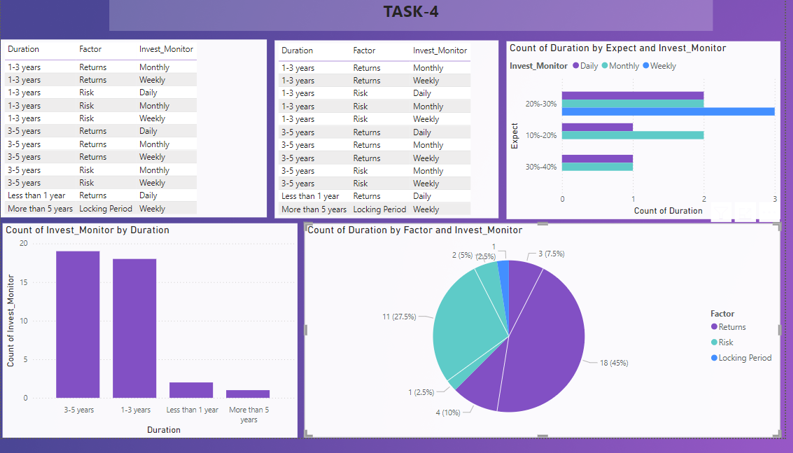 TASK-4
Duration Factor Invest_Monitor
1-3 years Returns Monthly
1-3 years Returns Weekly
1-3 years Risk Daily
1-3 years Risk Monthly
1-3 years Risk Weekly
3-5 years Returns Daily
3-5 years Returns Monthly
3-5 years Returns Weekly
3-5 years Risk Monthly
3-5 years Risk Weekly
Less than 1 year Returns Daily
More than 5 years Locking Period Weekly
Duration Factor Invest_Monitor
1-3 years Returns Monthly
1-3 years Returns Weekly
1-3 years Risk Daily
1-3 years Risk Monthly
1-3 years Risk Weekly
3-5 years Returns Daily
3-5 years Returns Monthly
3-5 years Returns Weekly
3-5 years Risk Monthly
3-5 years Risk Weekly
Less than 1 year Returns Daily
More than 5 years Locking Period Weekly
Count of Duration by Expect and Invest_Monitor
Invest_Monitor Daily Monthly Weekly
Expect
20%-30%
10%-20%
30%-40%
0 1 2 3
Count of Duration
Count of Invest_Monitor by Duration
Count of Invest_Monitor
20
15
10
5
0
3-5 years 1-3 years Less than 1 year More than 5
years
Duration
Count of Duration by Factor and Invest_Monitor
1
2 (5%) (2.5%) 3 (7.5%)
11 (27.5%)
18 (45%)
1 (2.5%)
4 (10%)
Factor
Returns
Risk
Locking Period